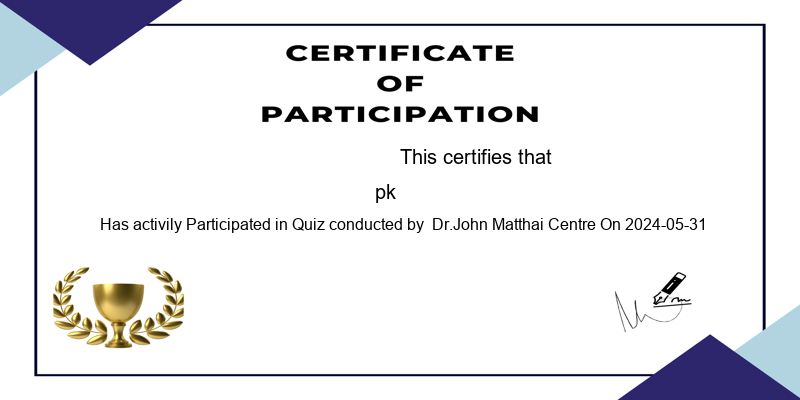 CERTIFICATE
OF
PARTICIPATION
This certifies that
pk
Has activily Participated in Quiz conducted by  Dr.John Matthai Centre On 2024-05-31